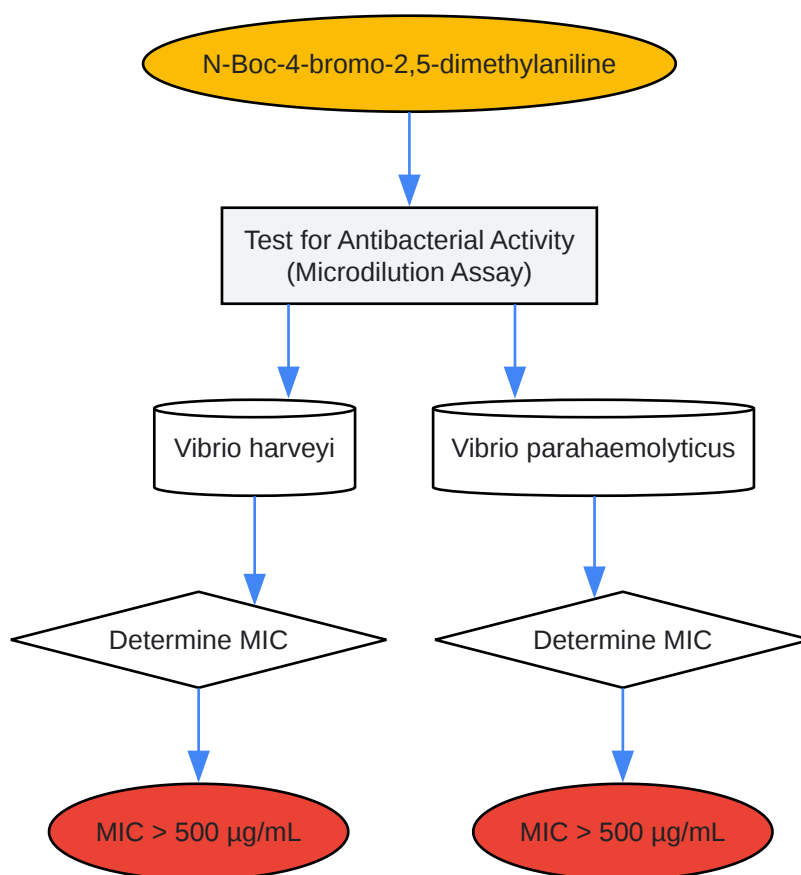 N-Boc-4-bromo-2,5-dimethylaniline
Test for Antibacterial Activity
(Microdilution Assay)
Vibrio harveyi
Vibrio parahaemolyticus
Determine MIC
Determine MIC
MIC > 500 µg/mL
MIC > 500 µg/mL